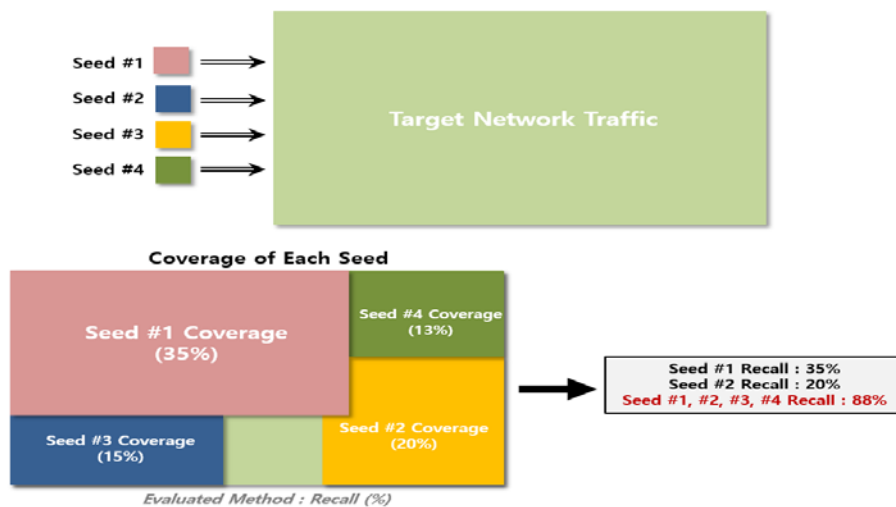 Seed #1
Seed #2
Seed #3
Seed #4
Target Network Traffic
Coverage of Each Seed
Seed #1 Coverage
(35%)
Seed #4 Coverage
(13%)
Seed #3 Coverage
(15%)
Seed #2 Coverage
(20%)
Seed #1 Recall : 35%
Seed #2 Recall : 20%
Seed #1, #2, #3, #4 Recall : 88%
Evaluated Method : Recall (%)